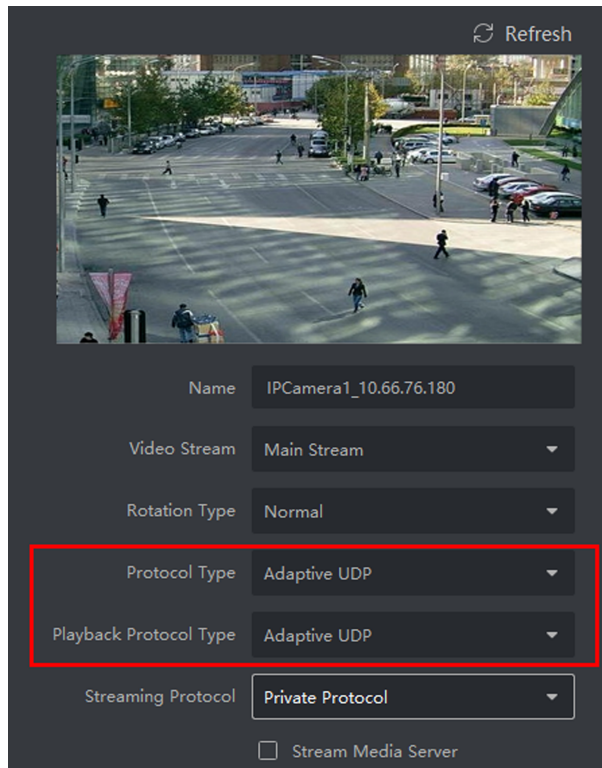 Refresh
Name IPCamera1_10.66.76.180
Video Stream Main Stream
Rotation Type Normal
Protocol Type Adaptive UDP
Playback Protocol Type Adaptive UDP
Streaming Protocol Private Protocol
Stream Media Server